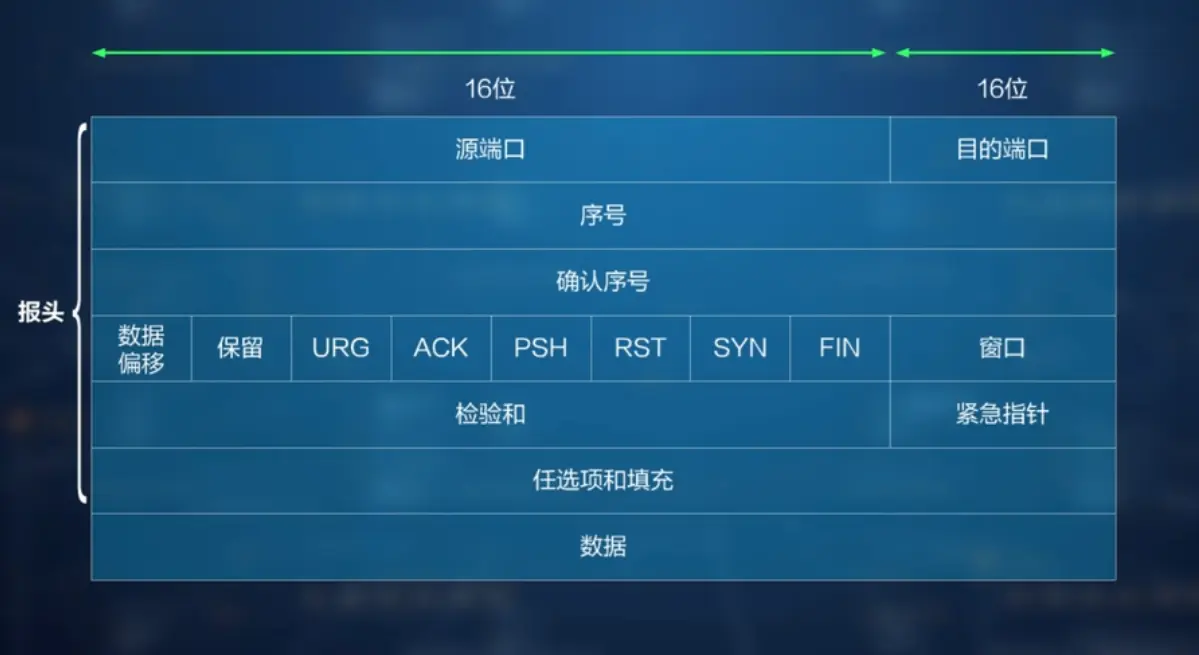 16位
16位
源端口
目的端口
序号
确认序号
报头
数据
偏移
保留
URG
ACK
PSH
RST
SYN
FIN
窗口
检验和
紧急指针
任选项和填充
数据